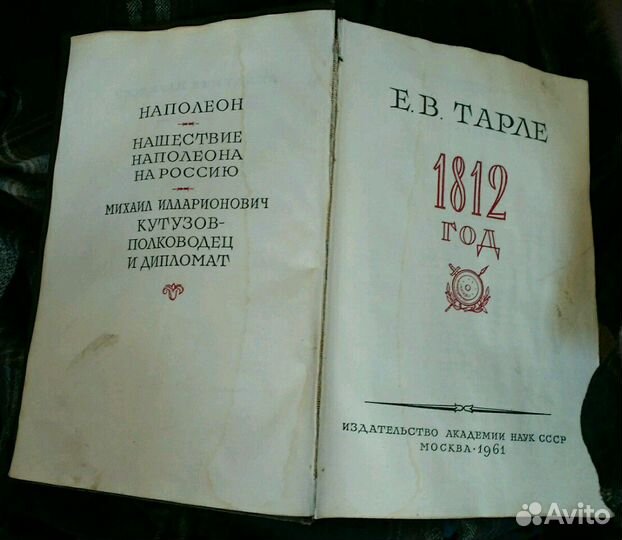 НАПОЛЕОН
НАШЕСТВИЕ
НАПОЛЕОНА
НА РОССИЮ
МИХАИЛ ИЛЛАРИОНОВИЧ
КУТУЗОВ-
ПОЛКОВОДЕЦ
И ДИПЛОМАТ
Е. В. ТАРЛЕ
1812
ГОД
ИЗДАТЕЛЬСТВО АКАДЕМИИ НАУК СССР
МОСКВА · 1961
Avito